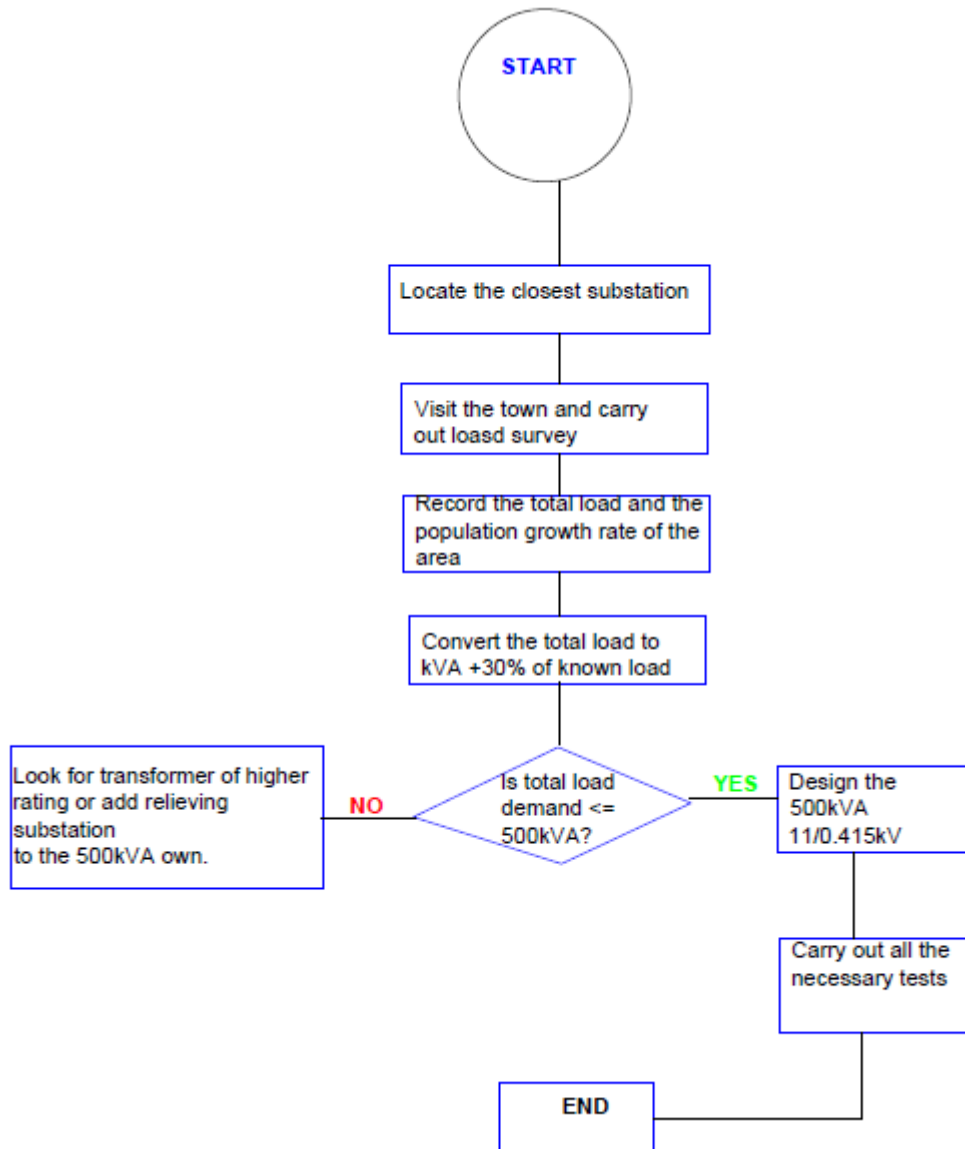 START
Locate the closest substation
Visit the town and carry
out loasd survey
Record the total load and the
population growth rate of the
area
Convert the total load to
kVA +30% of known load
Is total load
demand <=
500kVA?
NO
YES
Look for transformer of higher
rating or add relieving
substation
to the 500kVA own.
Design the
500kVA
11/0.415kV
Carry out all the
necessary tests
END